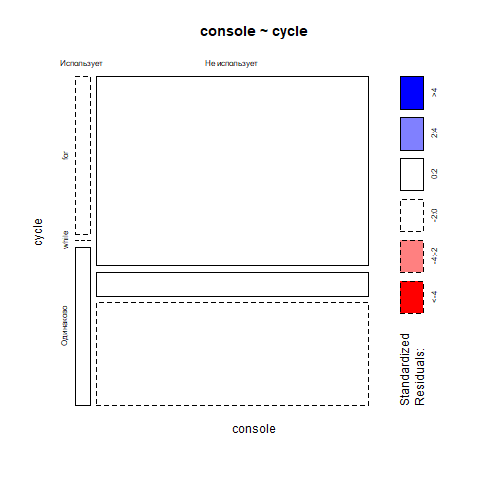 console ~ cycle
Использует
Не использует
for
while
Одинаково
cycle
console
>4
2:4
0:2
-2:0
-4:-2
<-4
Standardized
Residuals: